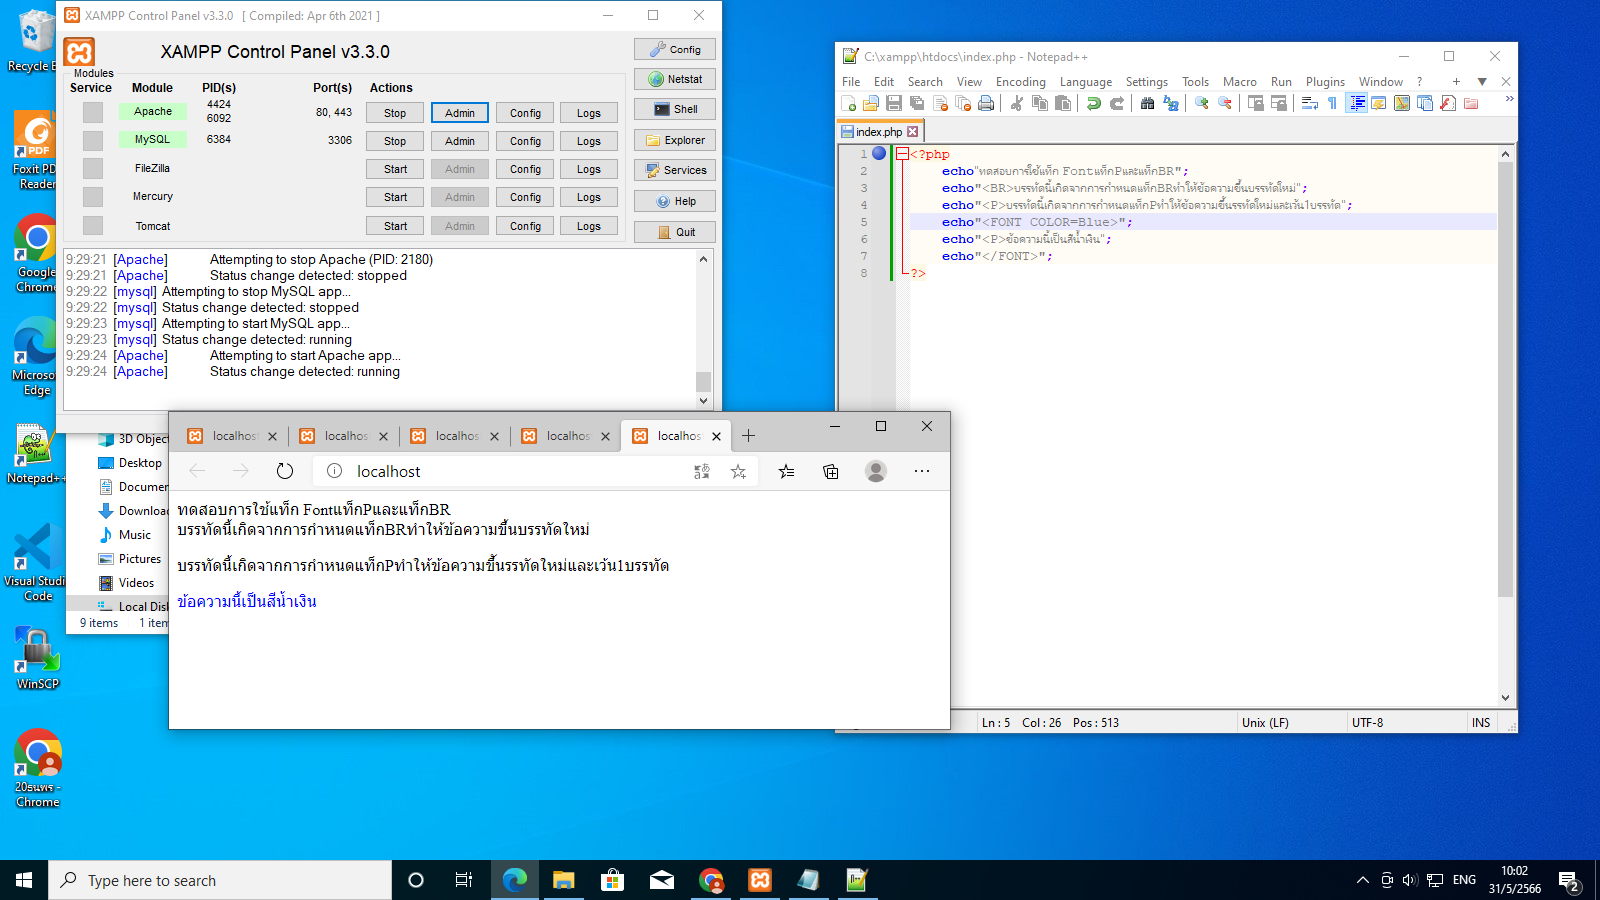 Recycle B
Foxit PD
Reader
Google
Chrome
Microso
Edge
Notepad++
Visual Studi
Code
WinSCP
20ธนพร -
Chrome
XAMPP Control Panel v3.3.0 [ Compiled: Apr 6th 2021 ]
XAMPP Control Panel v3.3.0
Modules
Service Module PID(s) Port(s) Actions
Apache 4424 6092 80, 443 Stop Admin Config Logs
MySQL 6384 3306 Stop Admin Config Logs
FileZilla Start Admin Config Logs
Mercury Start Admin Config Logs
Tomcat Start Admin Config Logs
Config
Netstat
Shell
Explorer
Services
Help
Quit
9:29:21 [Apache] Attempting to stop Apache (PID: 2180)
9:29:21 [Apache] Status change detected: stopped
9:29:22 [mysql] Attempting to stop MySQL app...
9:29:22 [mysql] Status change detected: stopped
9:29:23 [mysql] Attempting to start MySQL app...
9:29:23 [mysql] Status change detected: running
9:29:24 [Apache] Attempting to start Apache app...
9:29:24 [Apache] Status change detected: running
3D Object
Desktop
Documen
Downloa
Music
Pictures
Videos
Local Disk
9 items 1 item
localhost localhost localhost localhost localhost
localhost
ทดสอบการใช้แท็ก Fontแท็กPและแท็กBR
บรรทัดนี้เกิดจากการกำหนดแท็กBRทำให้ข้อความขึ้นบรรทัดใหม่
บรรทัดนี้เกิดจากการกำหนดแท็กPทำให้ข้อความขึ้นรรทัดใหม่และเว้น1บรรทัด
ข้อความนี้เป็นสีน้ำเงิน
C:\xampp\htdocs\index.php - Notepad++
File Edit Search View Encoding Language Settings Tools Macro Run Plugins Window ?
index.php
1 <?php
2 echo"ทดสอบการใช้แท็ก Fontแท็กPและแท็กBR";
3 echo"<BR>บรรทัดนี้เกิดจากการกำหนดแท็กBRทำให้ข้อความขึ้นบรรทัดใหม่";
4 echo"<P>บรรทัดนี้เกิดจากการกำหนดแท็กPทำให้ข้อความขึ้นรรทัดใหม่และเว้น1บรรทัด";
5 echo"<FONT COLOR=Blue>";
6 echo"<P>ข้อความนี้เป็นสีน้ำเงิน";
7 echo"</FONT>";
8 ?>
Ln : 5 Col : 26 Pos : 513 Unix (LF) UTF-8 INS
Type here to search
ENG
10:02
31/5/2566
2